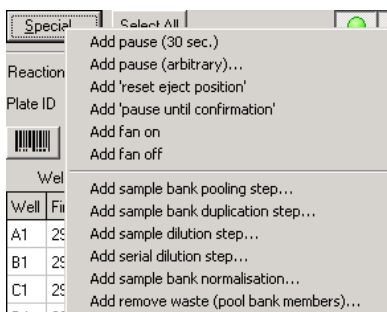 Special
Select All
Add pause (30 sec.)
Add pause (arbitrary)...
Add 'reset eject position'
Add 'pause until confirmation'
Add fan on
Add fan off
Add sample bank pooling step...
Add sample bank duplication step...
Add sample dilution step...
Add serial dilution step...
Add sample bank normalisation...
Add remove waste (pool bank members)...
Reaction
Plate ID
Well
A1
B1
C1